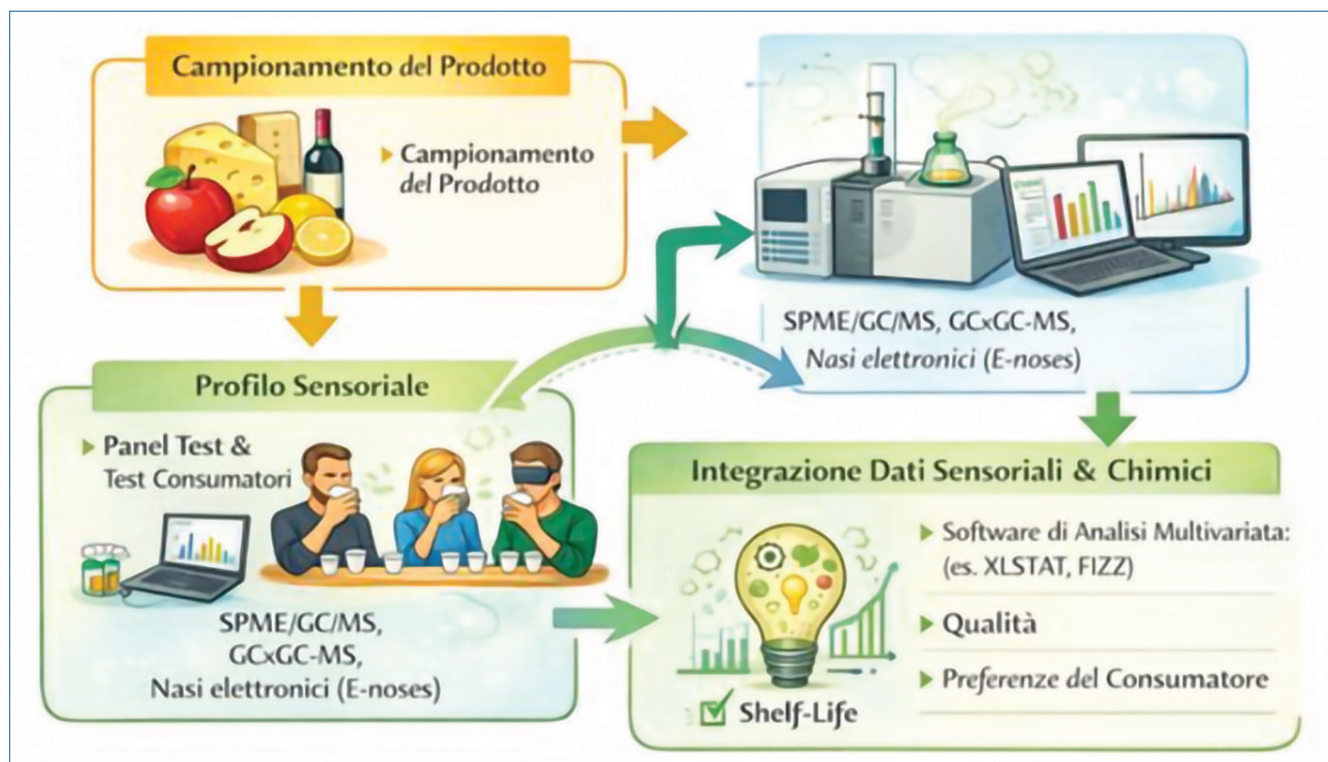 Campionamento del Prodotto
Campionamento
del Prodotto
SPME/GC/MS, GCxGC-MS,
Nasi elettronici (E-noses)
Profilo Sensoriale
Panel Test &
Test Consumatori
SPME/GC/MS,
GCxGC-MS,
Nasi elettronici (E-noses)
Integrazione Dati Sensoriali & Chimici
Software di Analisi Multivariata:
(es. XLSTAT, FIZZ)
Qualità
Preferenze del Consumatore
Shelf-Life